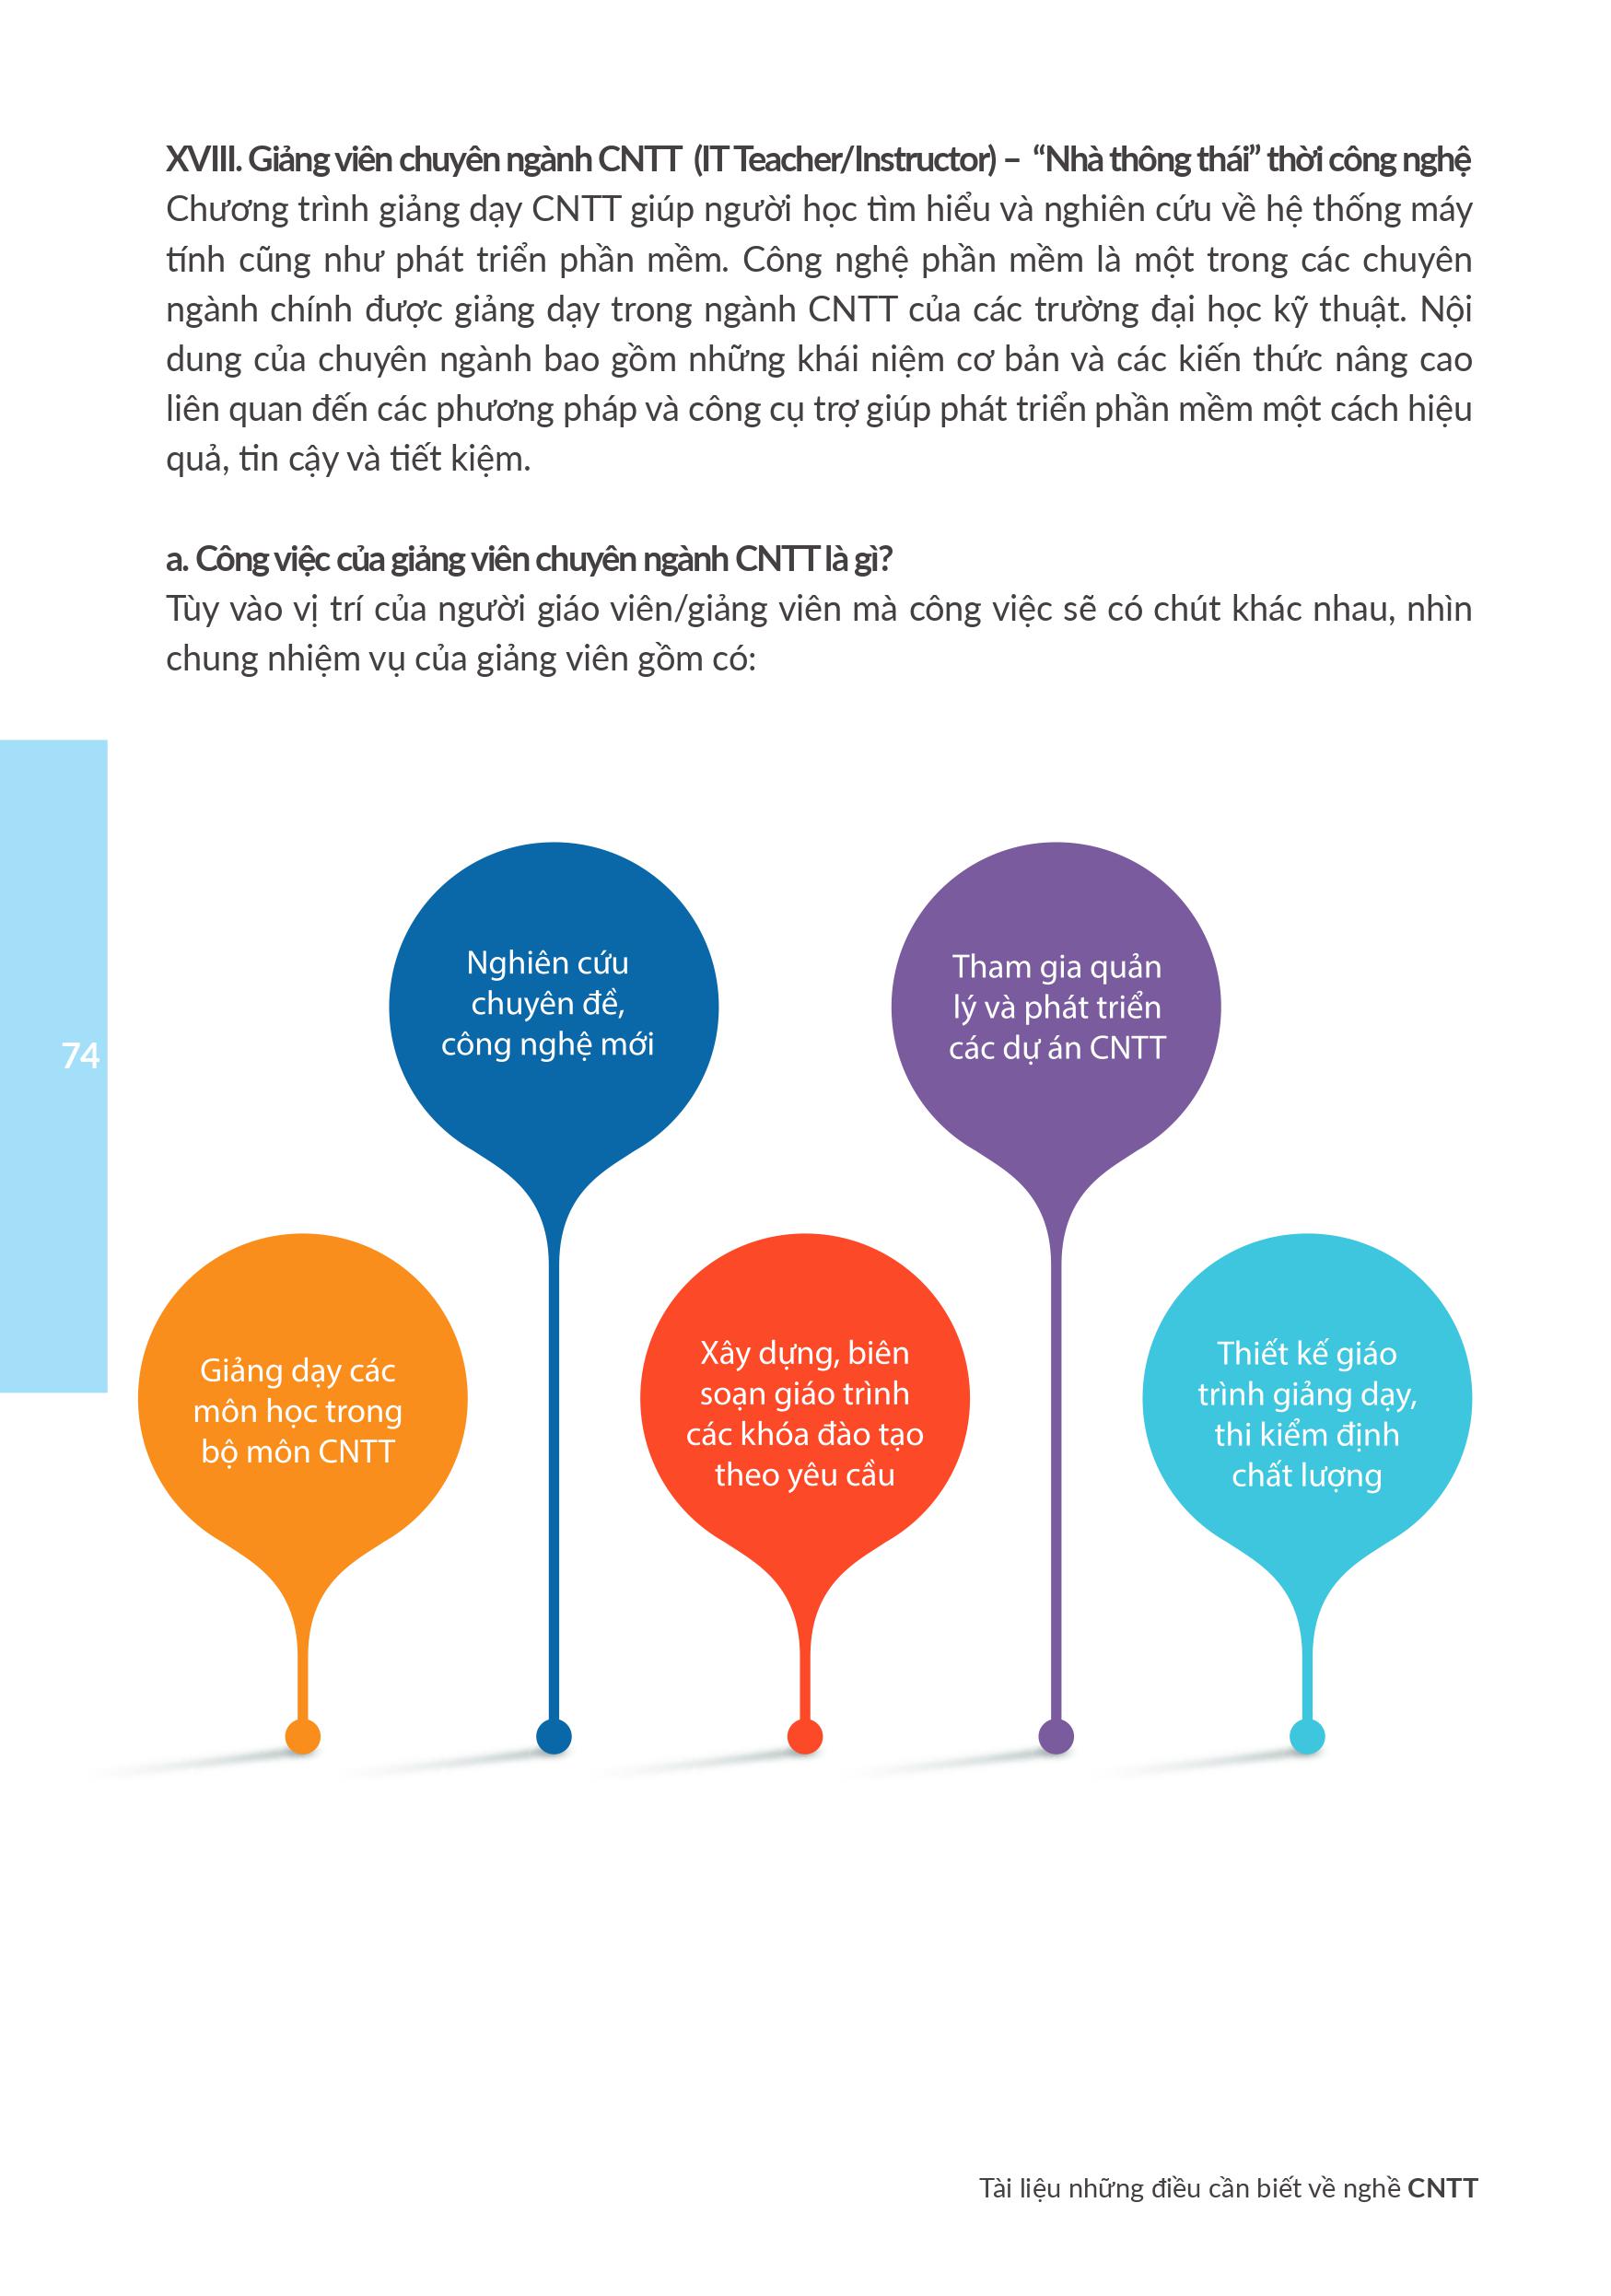 XVIII. Giảng viên chuyên ngành CNTT (IT Teacher/Instructor) – “Nhà thông thái” thời công nghệ
Chương trình giảng dạy CNTT giúp người học tìm hiểu và nghiên cứu về hệ thống máy
tính cũng như phát triển phần mềm. Công nghệ phần mềm là một trong các chuyên
ngành chính được giảng dạy trong ngành CNTT của các trường đại học kỹ thuật. Nội
dung của chuyên ngành bao gồm những khái niệm cơ bản và các kiến thức nâng cao
liên quan đến các phương pháp và công cụ trợ giúp phát triển phần mềm một cách hiệu
quả, tin cậy và tiết kiệm.
a. Công việc của giảng viên chuyên ngành CNTT là gì?
Tùy vào vị trí của người giáo viên/giảng viên mà công việc sẽ có chút khác nhau, nhìn
chung nhiệm vụ của giảng viên gồm có:
Nghiên cứu
chuyên đề,
công nghệ mới
Tham gia quản
lý và phát triển
các dự án CNTT
74
Giảng dạy các
môn học trong
bộ môn CNTT
Xây dựng, biên
soạn giáo trình
các khóa đào tạo
theo yêu cầu
Thiết kế giáo
trình giảng dạy,
thi kiểm định
chất lượng
Tài liệu những điều cần biết về nghề CNTT